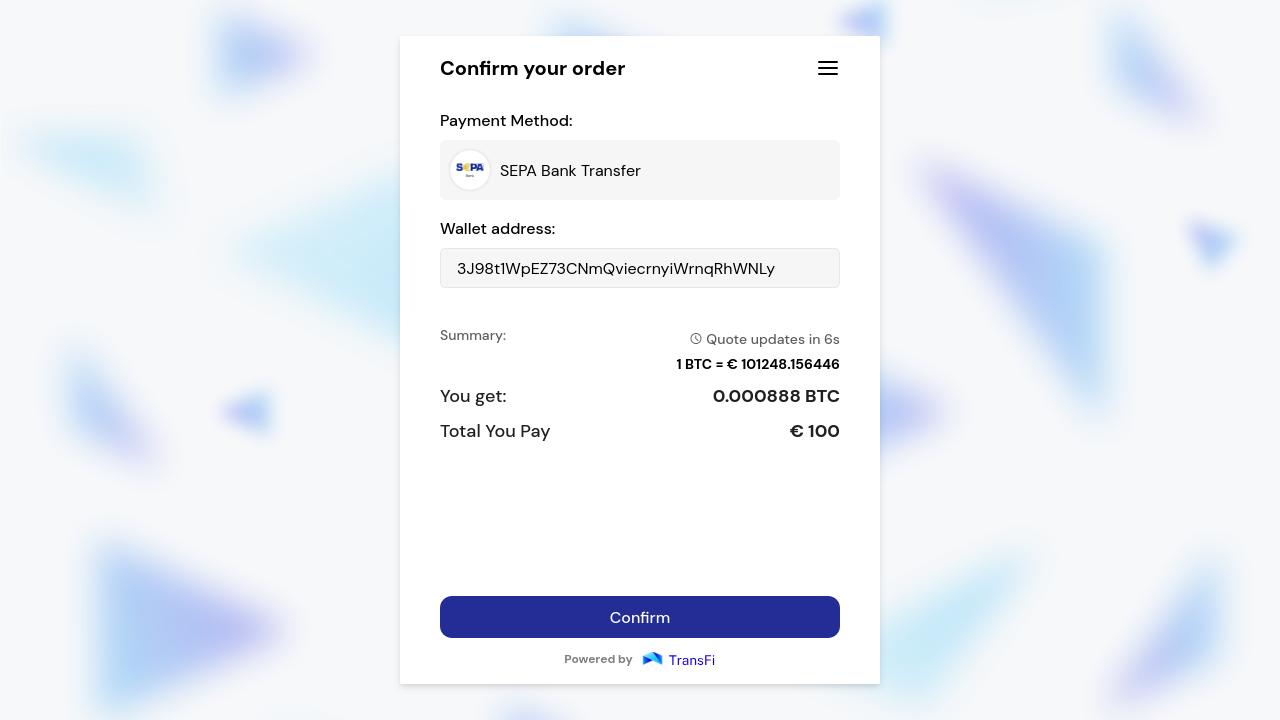 Confirm your order
Payment Method:
SEPA
Bank
SEPA Bank Transfer
Wallet address:
3J98t1WpEZ73CNmQviecrnyiWrnqRhWNLy
Summary:
Quote updates in 6s
1 BTC = € 101248.156446
You get:
0.000888 BTC
Total You Pay
€ 100
Confirm
Powered by
TransFi